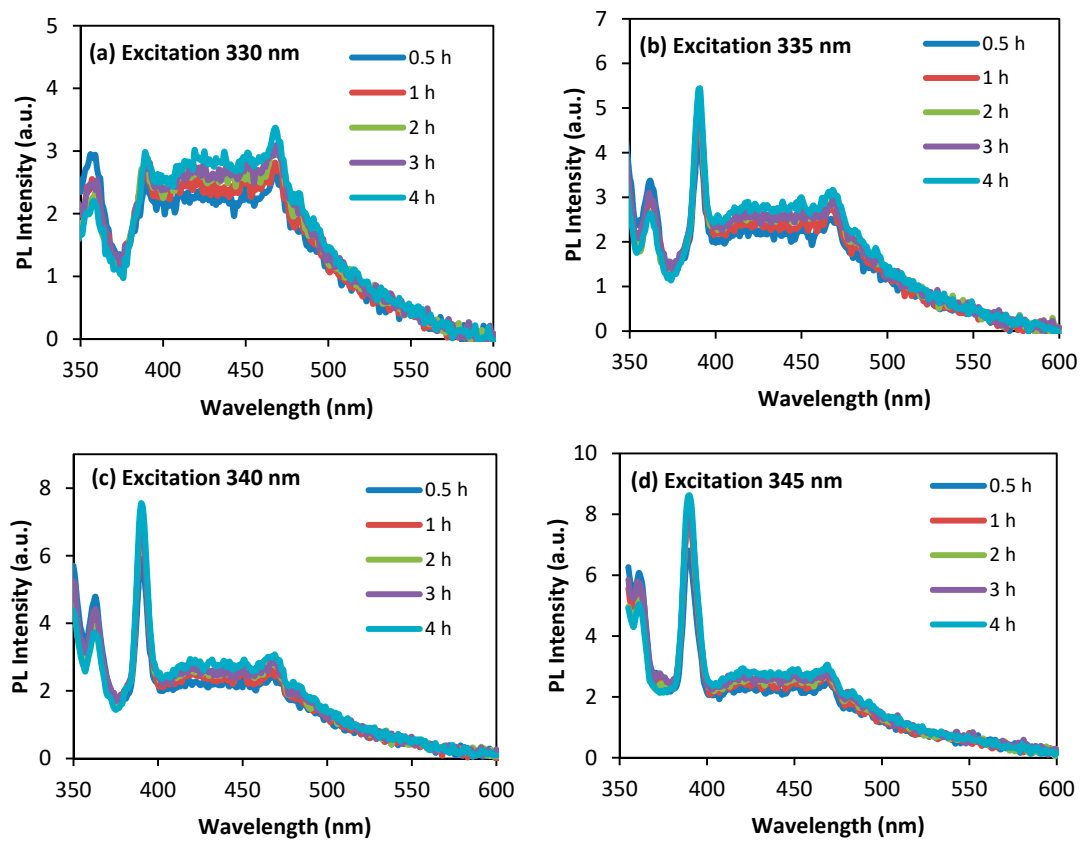 (a) Excitation 330 nm
0.5 h
1 h
2 h
3 h
4 h
PL Intensity (a.u.)
5
4
3
2
1
0
350 400 450 500 550 600
Wavelength (nm)
(b) Excitation 335 nm
0.5 h
1 h
2 h
3 h
4 h
PL Intensity (a.u.)
7
6
5
4
3
2
1
0
350 400 450 500 550 600
Wavelength (nm)
(c) Excitation 340 nm
0.5 h
1 h
2 h
3 h
4 h
PL Intensity (a.u.)
8
6
4
2
0
350 400 450 500 550 600
Wavelength (nm)
(d) Excitation 345 nm
0.5 h
1 h
2 h
3 h
4 h
PL Intensity (a.u.)
10
8
6
4
2
0
350 400 450 500 550 600
Wavelength (nm)